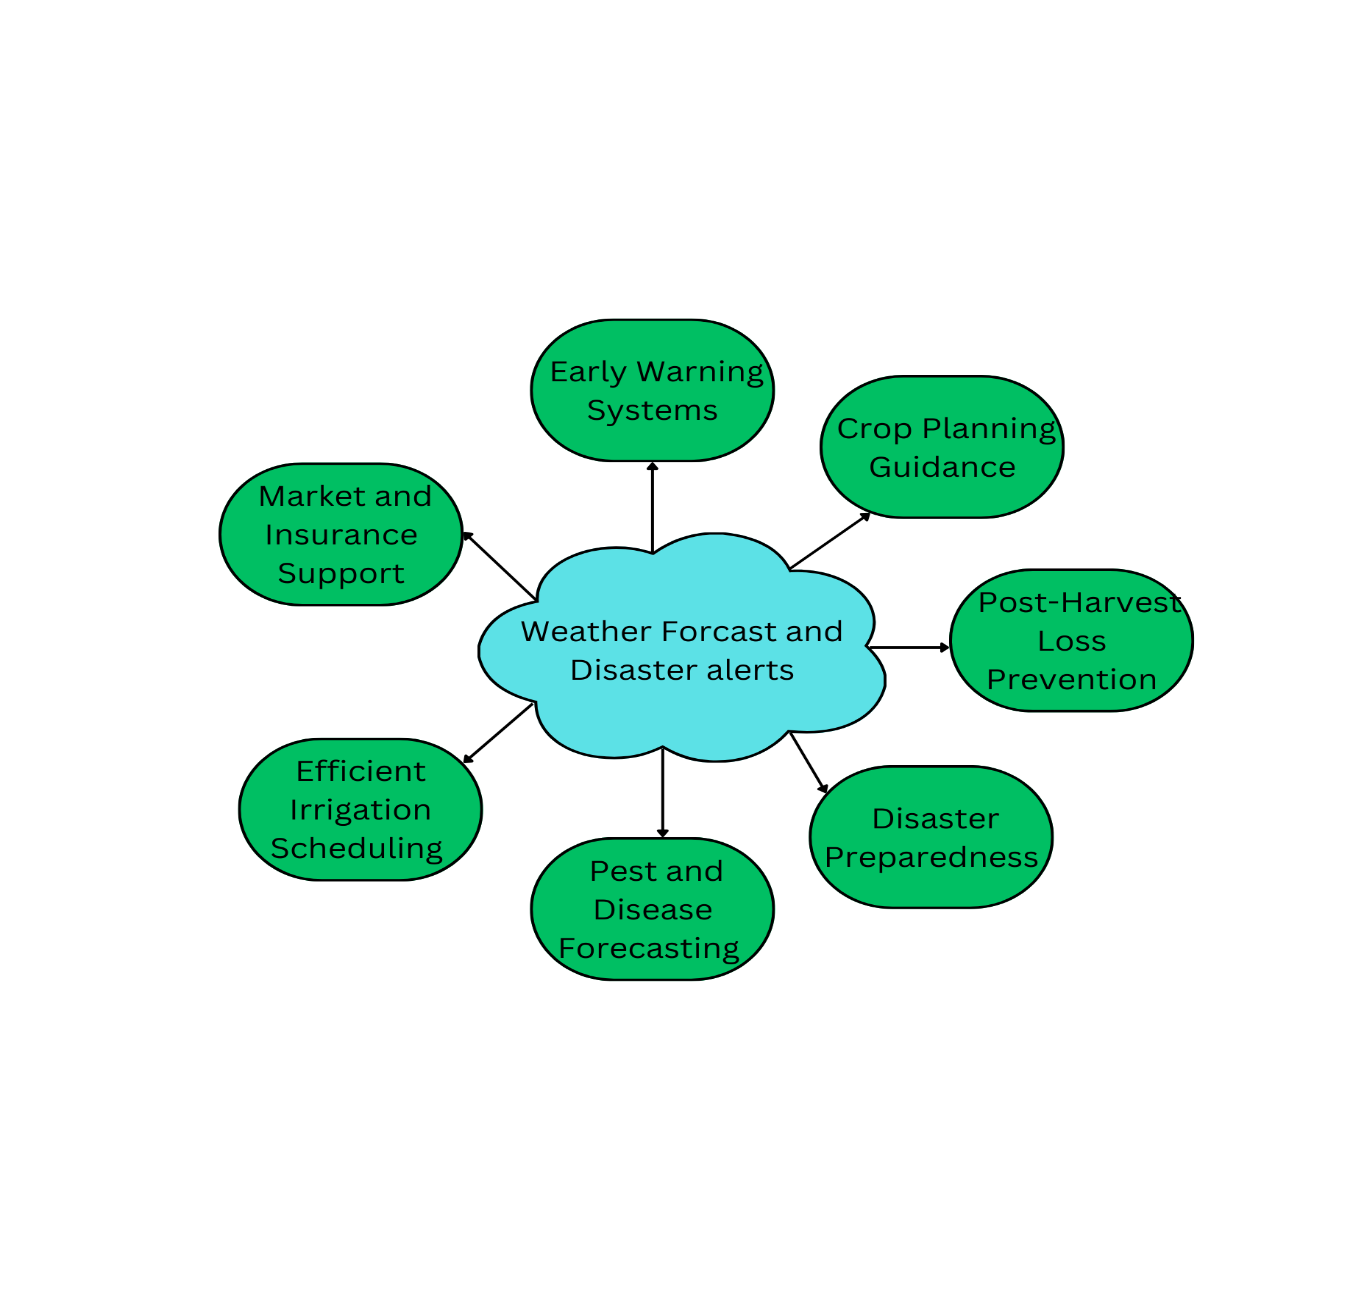 Early Warning
Systems
Crop Planning
Guidance
Market and
Insurance
Support
Post-Harvest
Loss
Prevention
Weather Forcast and
Disaster alerts
Efficient
Irrigation
Scheduling
Disaster
Preparedness
Pest and
Disease
Forecasting